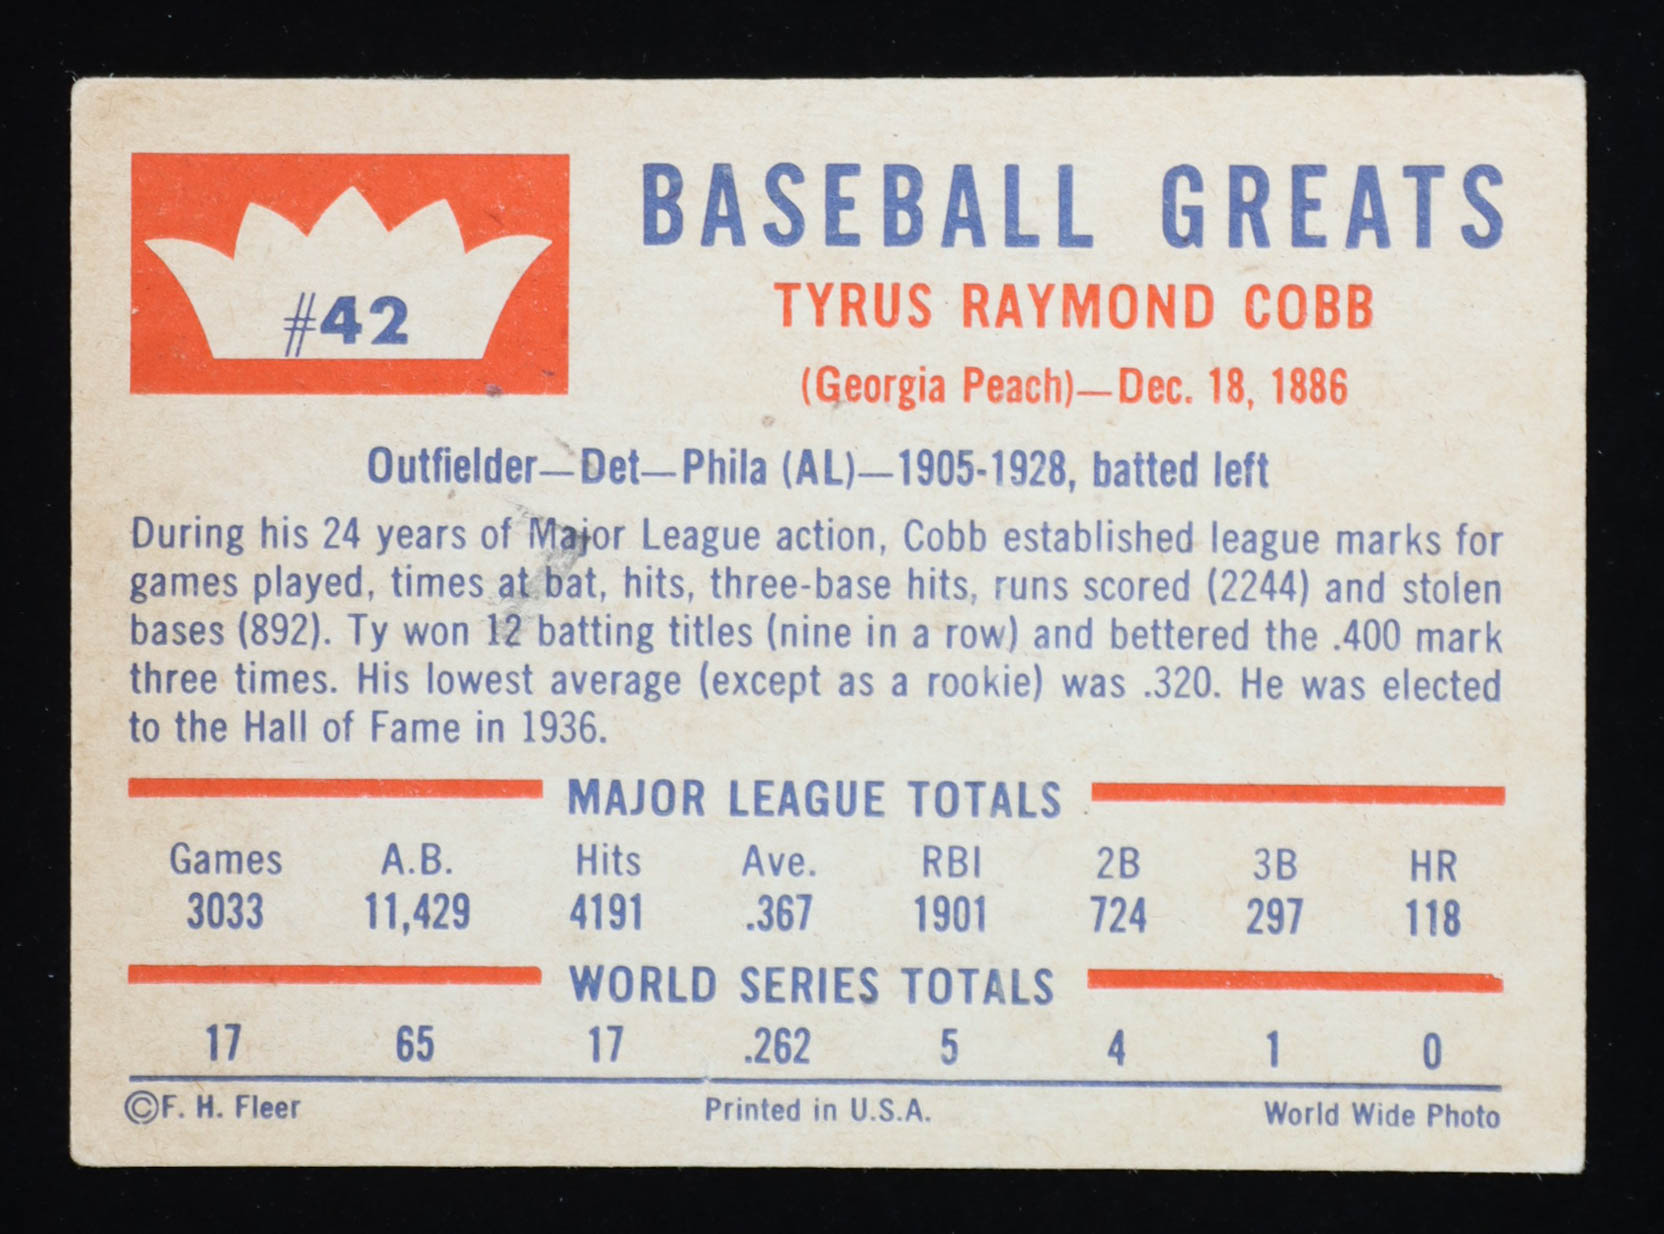 #42
BASEBALL GREATS
TYRUS RAYMOND COBB
(Georgia Peach)—Dec. 18, 1886
Outfielder—Det—Phila (AL)—1905-1928, batted left
During his 24 years of Major League action, Cobb established league marks for
games played, times at bat, hits, three-base hits, runs scored (2244) and stolen
bases (892). Ty won 12 batting titles (nine in a row) and bettered the .400 mark
three times. His lowest average (except as a rookie) was .320. He was elected
to the Hall of Fame in 1936.
MAJOR LEAGUE TOTALS
Games A.B. Hits Ave. RBI 2B 3B HR
3033 11,429 4191 .367 1901 724 297 118
WORLD SERIES TOTALS
17 65 17 .262 5 4 1 0
©F. H. Fleer Printed in U.S.A. World Wide Photo